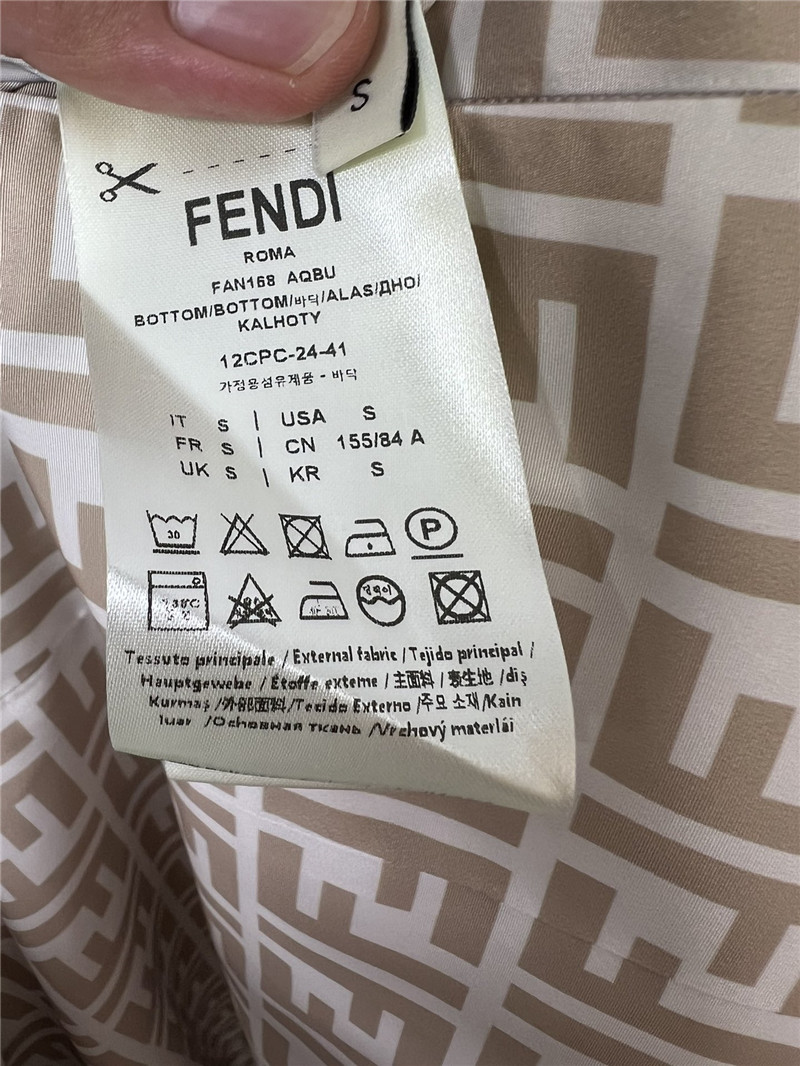 S
FENDI
ROMA
FAN168 AQBU
BOTTOM/BOTTOM/바닥/ALAS/ДНО/
KALHOTY
12CPC-24-41
가정용섬유제품 - 바닥
IT S | USA S
FR S | CN 155/84 A
UK S | KR S
30 P
Tessuto principale / External fabric / Tejido principal /
Hauptgewebe / Étoffe externe / 主面料 / 表生地 / diş
Kumaş /外部面料/Tecido Externo /주요 소재/Kain
luar /Основная ткань /Vrchový materiál